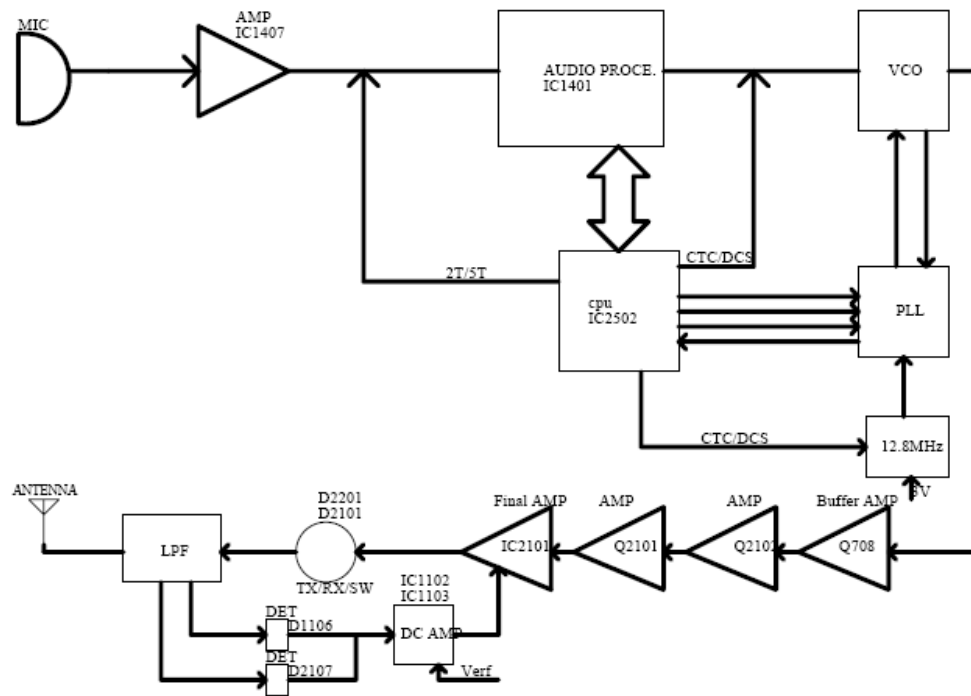 MIC
AMP
IC1407
AUDIO PROCE.
IC1401
VCO
2T/5T
cpu
IC2502
CTC/DCS
PLL
CTC/DCS
12.8MHz
ANTENNA
LPF
D2201
D2101
TX/RX/SW
Final AMP
IC2101
AMP
Q2101
AMP
Q2102
Buffer AMP
Q708
DET
D1106
DET
D2107
IC1102
IC1103
DC AMP
Verf